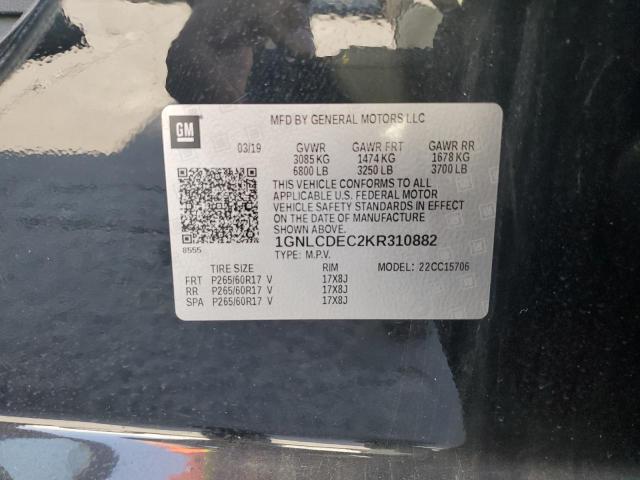 GM
MFD BY GENERAL MOTORS LLC
03/19 GVWR GAWR FRT GAWR RR
3085 KG 1474 KG 1678 KG
6800 LB 3250 LB 3700 LB
THIS VEHICLE CONFORMS TO ALL
APPLICABLE U.S. FEDERAL MOTOR
VEHICLE SAFETY STANDARDS IN EFFECT
ON THE DATE OF MANUFACTURE
SHOWN ABOVE.
1GNLCDEC2KR310882
8555
TYPE: M.P.V. MODEL: 22CC15706
TIRE SIZE RIM
FRT P265/60R17 V 17X8J
RR P265/60R17 V 17X8J
SPA P265/60R17 V 17X8J